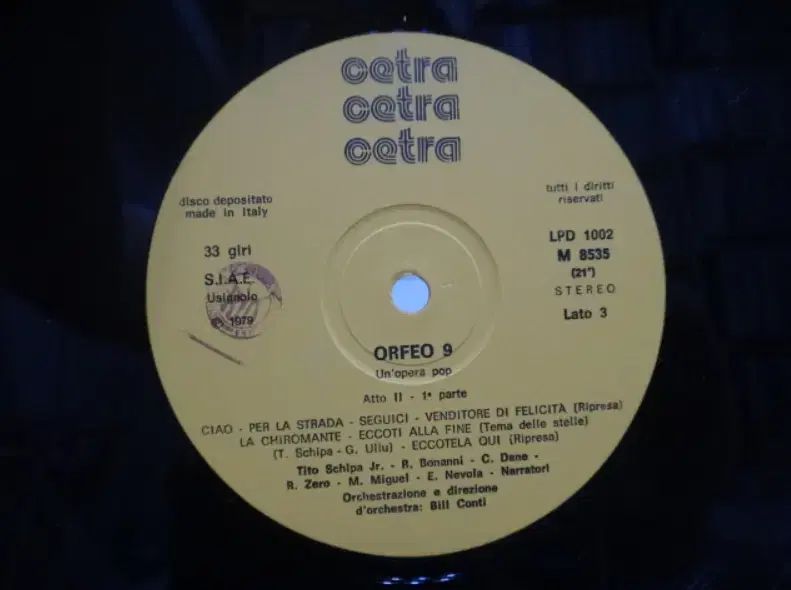 cetra
cetra
cetra
disco depositato
made in Italy
tutti i diritti
riservati
33 giri
S.I.A.E.
Usignolo
℗ 1979
LPD 1002
M 8535
(21")
STEREO
Lato 3
ORFEO 9
Un'opera pop
Atto II - 1ª parte
CIAO - PER LA STRADA - SEGUICI - VENDITORE DI FELICITÀ (Ripresa)
LA CHIROMANTE - ECCOTI ALLA FINE (Tema delle stelle)
(T. Schipa - G. Uliu) - ECCOTELA QUI (Ripresa)
Tito Schipa Jr. - R. Bonanni - C. Dane -
R. Zero - M. Miguel - E. Nevola - Narratori
Orchestrazione e direzione
d'orchestra: Bill Conti